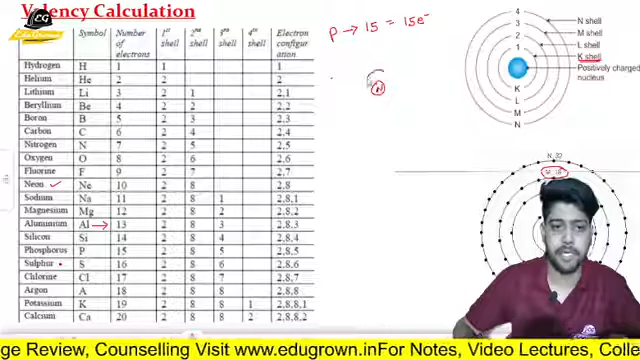 Valency Calculation
EG
EduGrown
Symbol Number of electrons 1st shell 2nd shell 3rd shell 4th shell Electron configuration
Hydrogen H 1 1 1
Helium He 2 2 2
Lithium Li 3 2 1 2,1
Beryllium Be 4 2 2 2,2
Boron B 5 2 3 2,3
Carbon C 6 2 4 2,4
Nitrogen N 7 2 5 2,5
Oxygen O 8 2 6 2,6
Fluorine F 9 2 7 2,7
Neon Ne 10 2 8 2,8
Sodium Na 11 2 8 1 2,8,1
Magnesium Mg 12 2 8 2 2,8,2
Aluminium Al 13 2 8 3 2,8,3
Silicon Si 14 2 8 4 2,8,4
Phosphorus P 15 2 8 5 2,8,5
Sulphur S 16 2 8 6 2,8,6
Chlorine Cl 17 2 8 7 2,8,7
Argon A 18 2 8 8 2,8,8
Potassium K 19 2 8 8 1 2,8,8,1
Calcium Ca 20 2 8 8 2 2,8,8,2
P → 15 = 15e-
N
4
3
2
1
K
L
M
N
N shell
M shell
L shell
K shell
Positively charged nucleus
N, 32
M, 18
ge Review, Counselling Visit www.edugrown.inFor Notes, Video Lectures, Colle